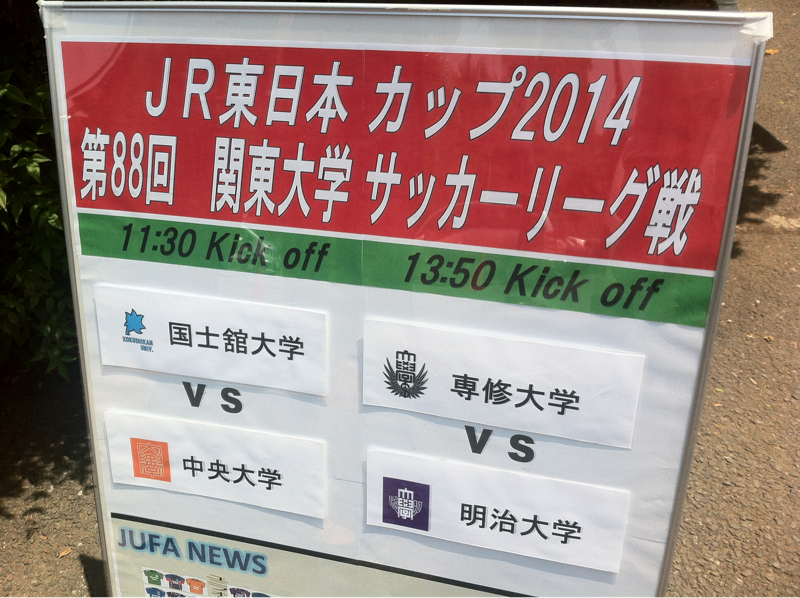 JR東日本 カップ2014
第88回 関東大学 サッカーリーグ戦
11:30 Kick off
13:50 Kick off
KOKUSHIKAN UNIV.
国士舘大学
VS
中央大学
専修大学
VS
明治大学
JUFA NEWS